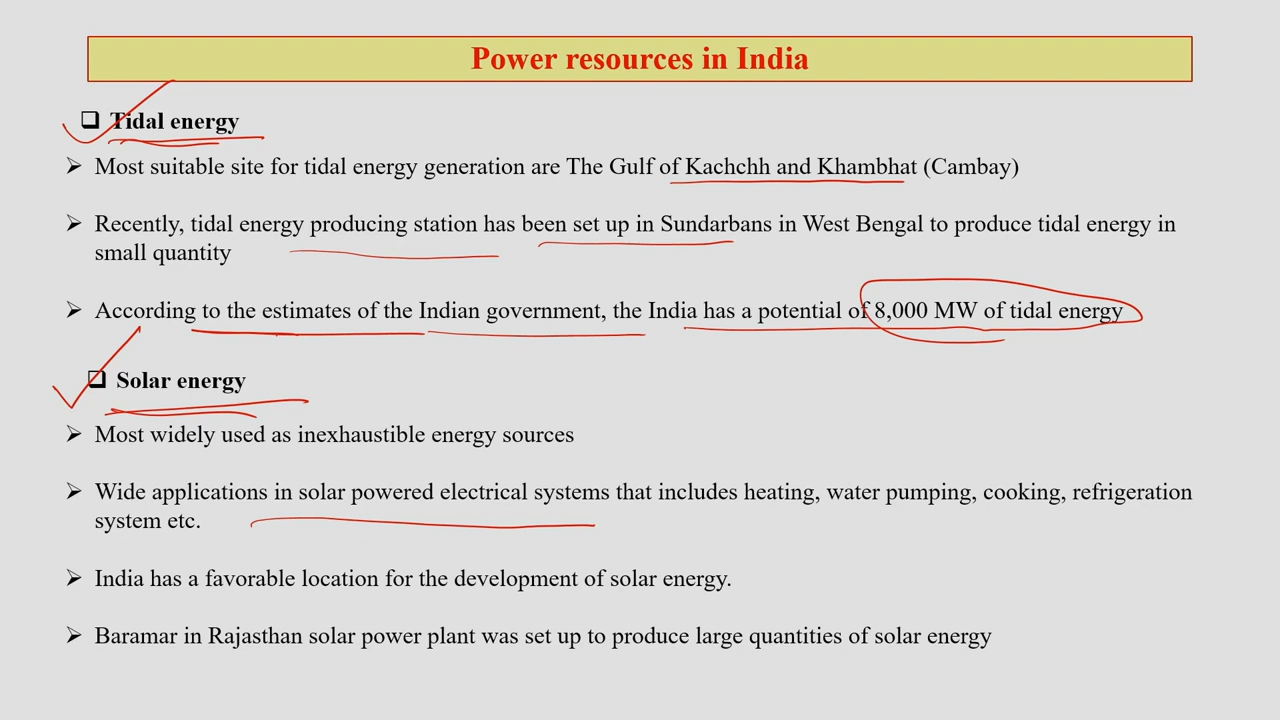 Power resources in India
❑ Tidal energy
➢ Most suitable site for tidal energy generation are The Gulf of Kachchh and Khambhat (Cambay)
➢ Recently, tidal energy producing station has been set up in Sundarbans in West Bengal to produce tidal energy in
small quantity
➢ According to the estimates of the Indian government, the India has a potential of 8,000 MW of tidal energy
❑ Solar energy
➢ Most widely used as inexhaustible energy sources
➢ Wide applications in solar powered electrical systems that includes heating, water pumping, cooking, refrigeration
system etc.
➢ India has a favorable location for the development of solar energy.
➢ Baramar in Rajasthan solar power plant was set up to produce large quantities of solar energy